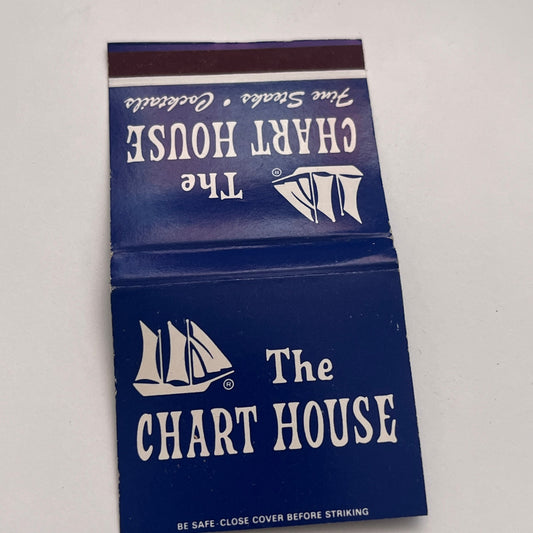 Fine Steaks • Cocktails
CHART HOUSE
The
®
The
®
CHART HOUSE
BE SAFE-CLOSE COVER BEFORE STRIKING